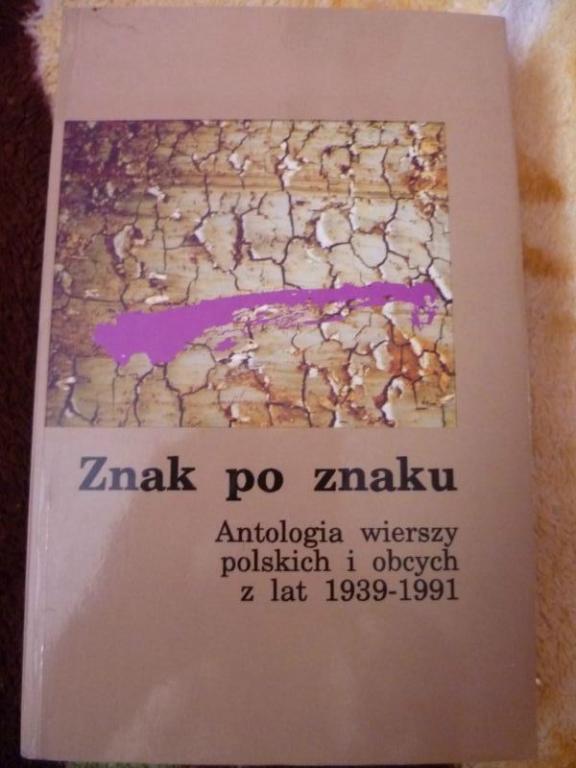 Znak po znaku
Antologia wierszy
polskich i obcych
z lat 1939-1991